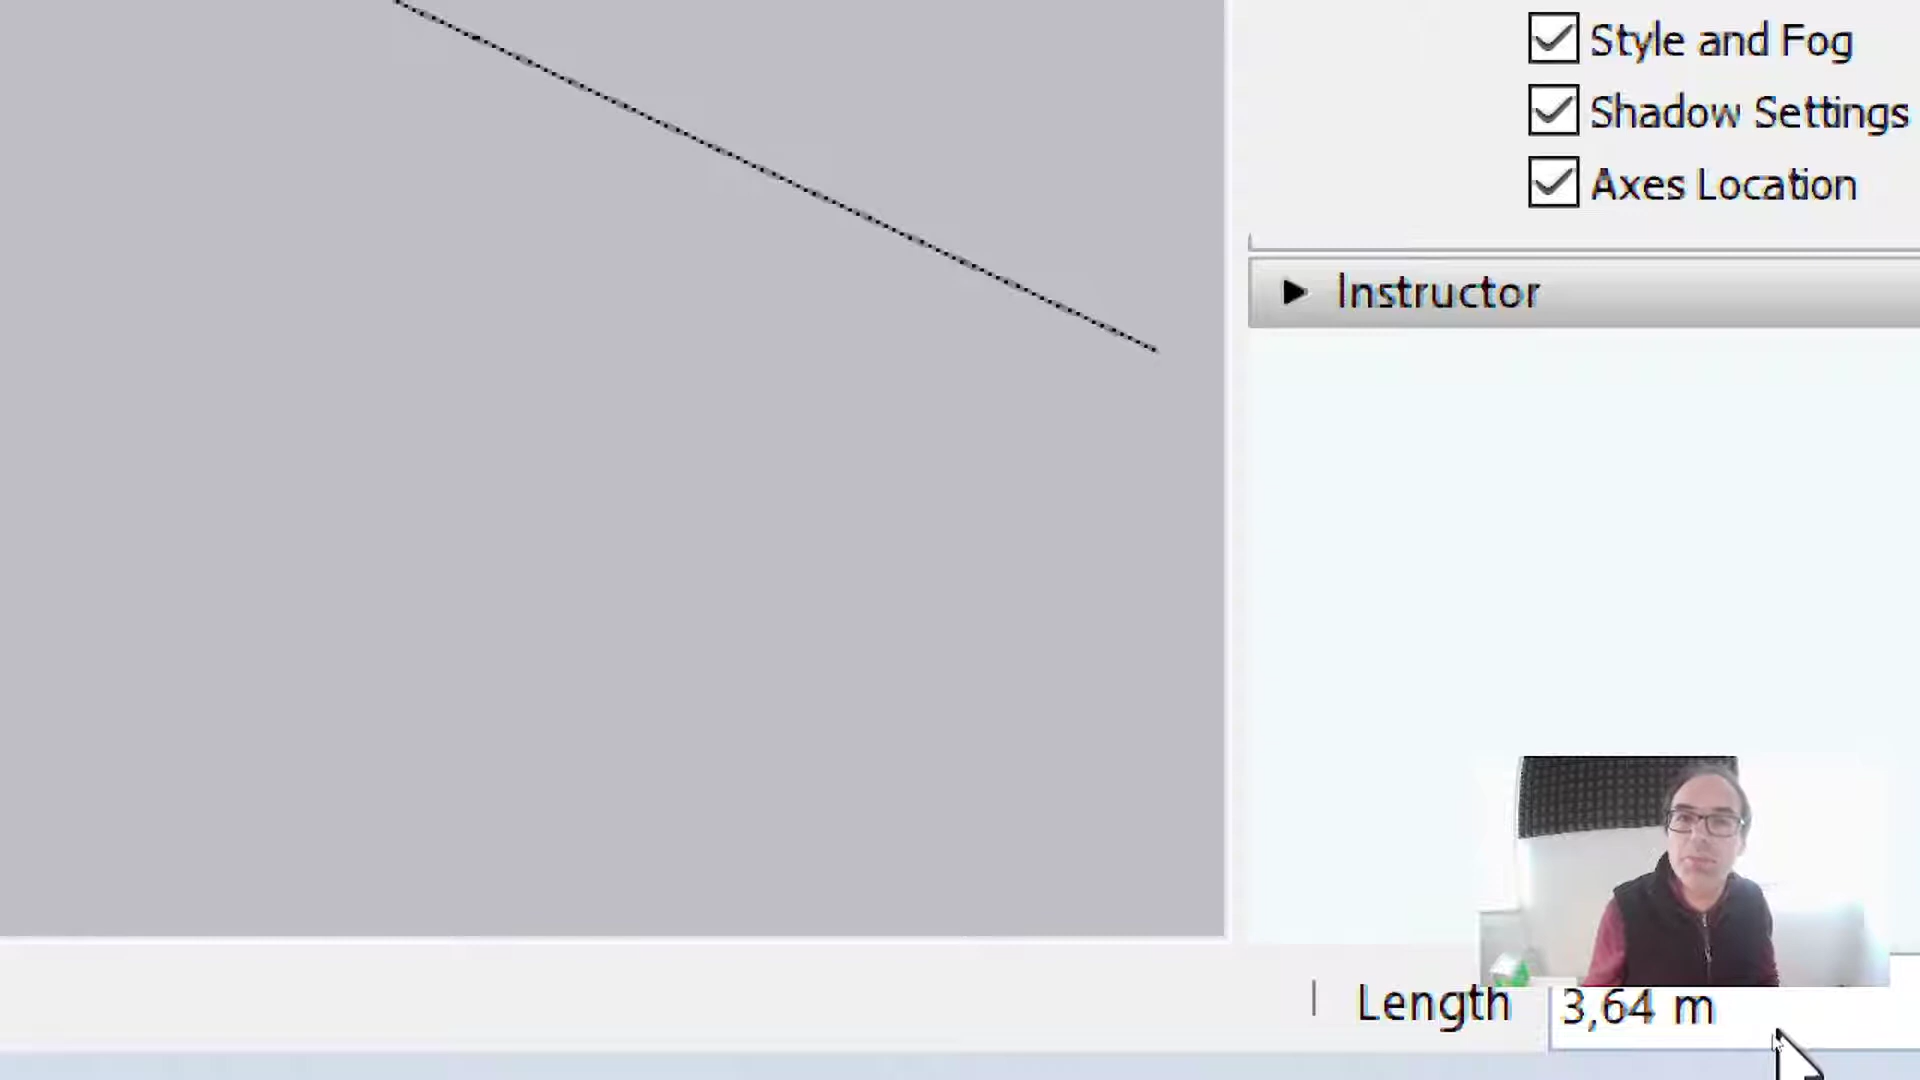 Style and Fog
Shadow Settings
Axes Location
Instructor
Length 3,64 m